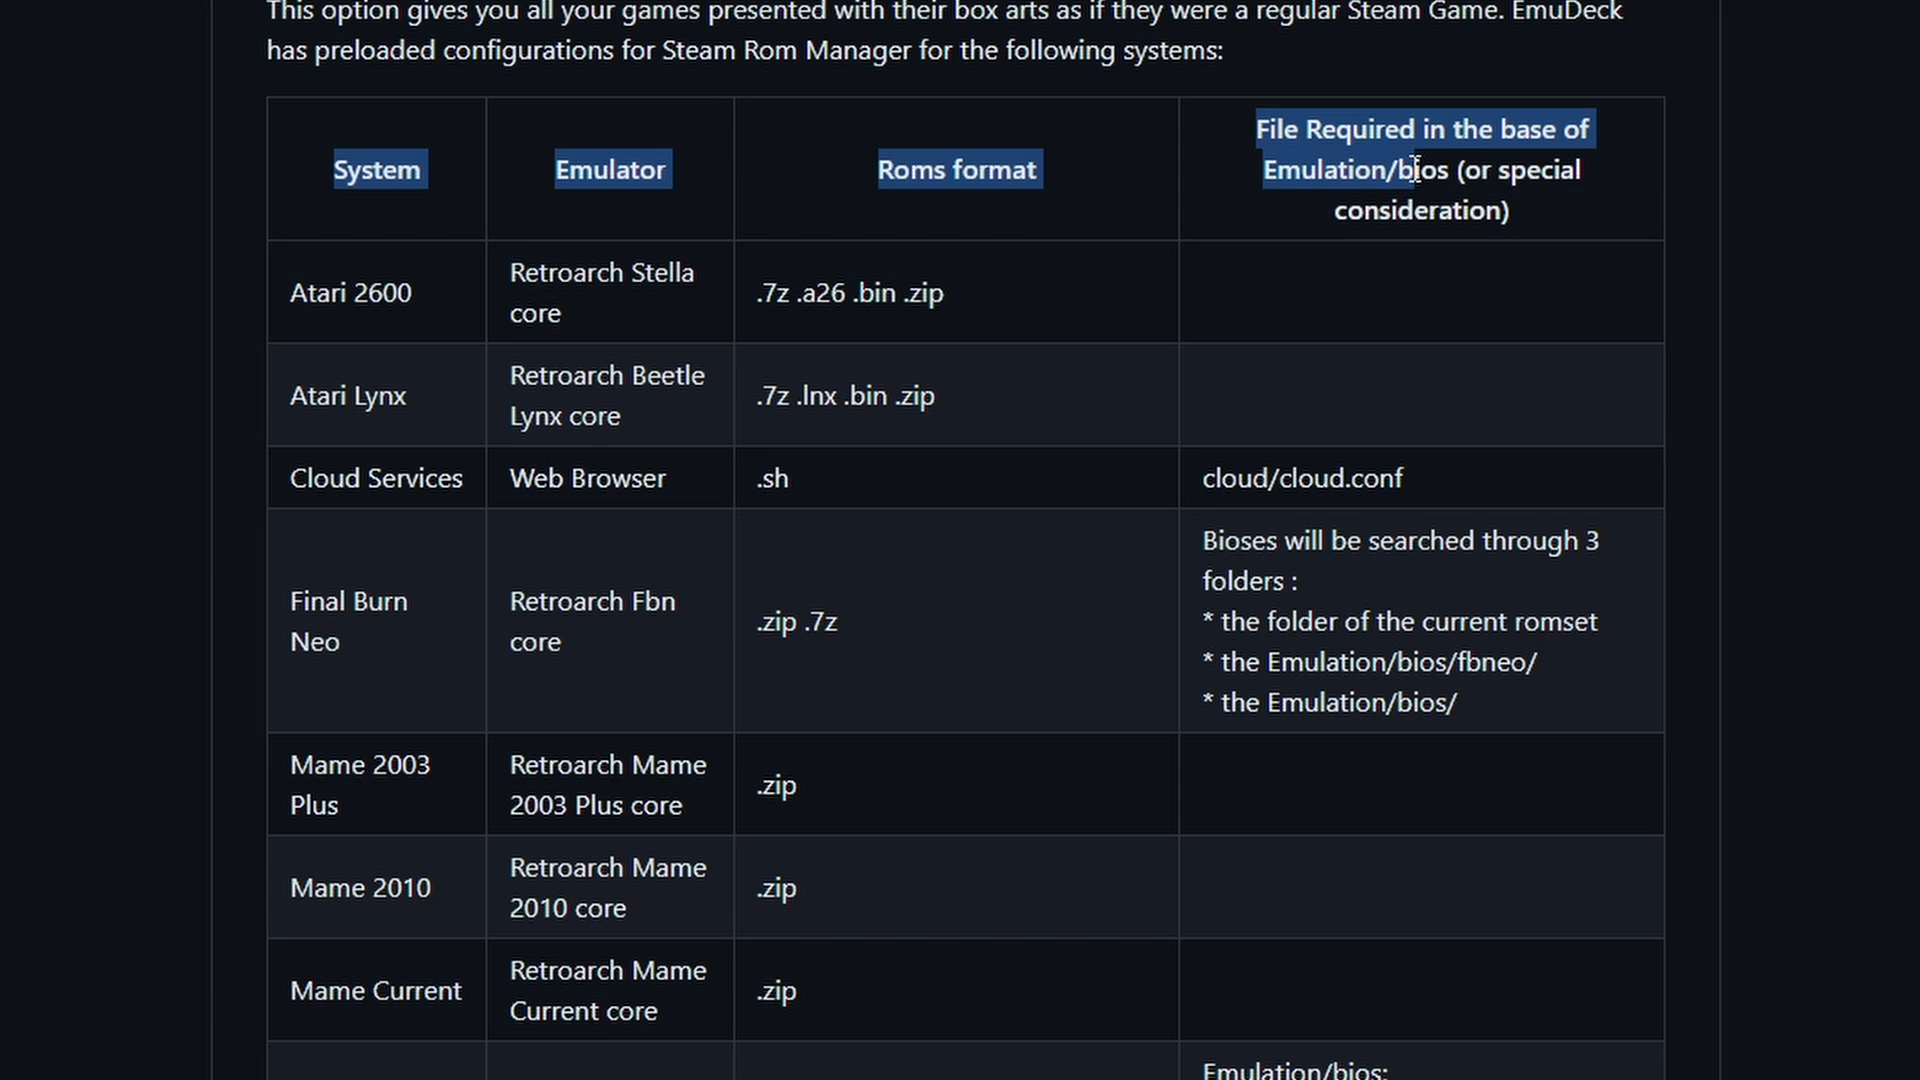 This option gives you all your games presented with their box arts as if they were a regular Steam Game. EmuDeck
has preloaded configurations for Steam Rom Manager for the following systems:
System
Emulator
Roms format
File Required in the base of
Emulation/bios (or special
consideration)
Atari 2600
Retroarch Stella
core
.7z .a26 .bin .zip
Atari Lynx
Retroarch Beetle
Lynx core
.7z .lnx .bin .zip
Cloud Services
Web Browser
.sh
cloud/cloud.conf
Final Burn
Neo
Retroarch Fbn
core
.zip .7z
Bioses will be searched through 3
folders :
* the folder of the current romset
* the Emulation/bios/fbneo/
* the Emulation/bios/
Mame 2003
Plus
Retroarch Mame
2003 Plus core
.zip
Mame 2010
Retroarch Mame
2010 core
.zip
Mame Current
Retroarch Mame
Current core
.zip
Emulation/bios: